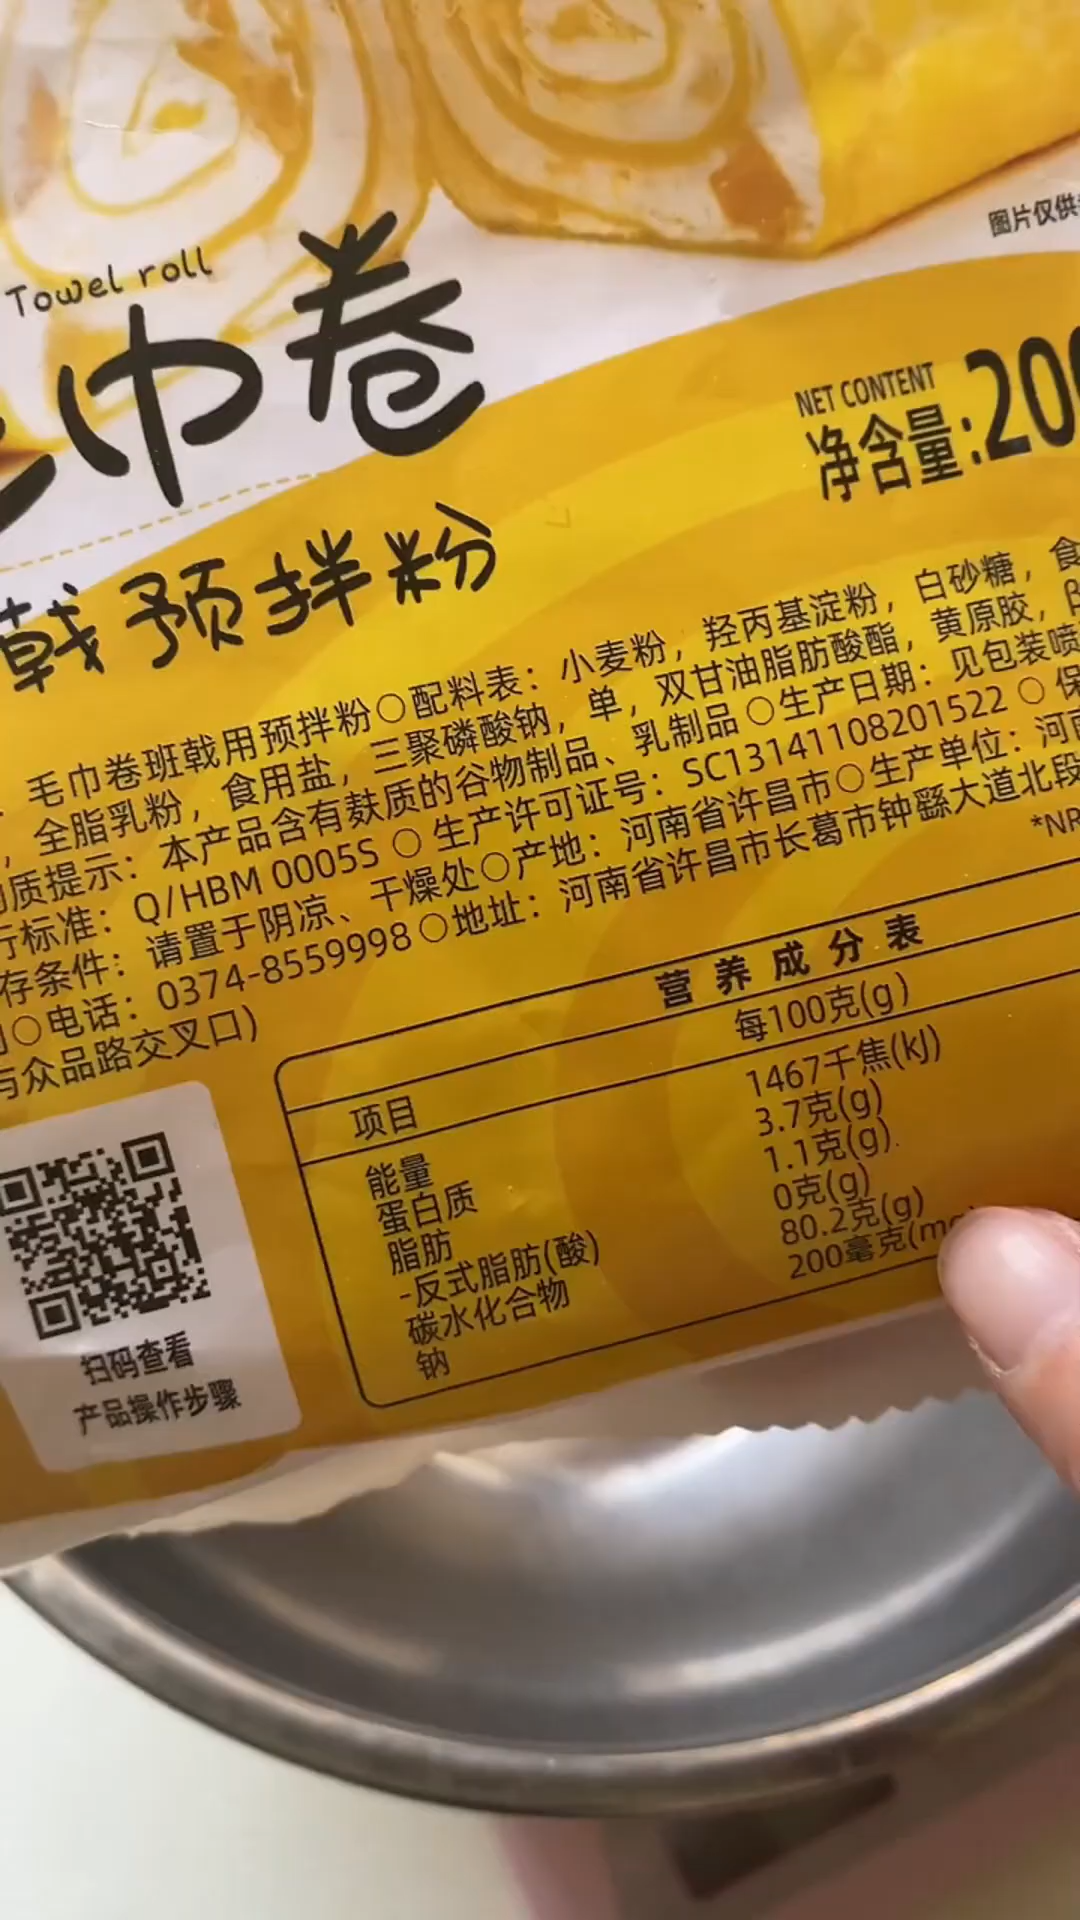 图片仅供
Towel roll
巾卷
NET CONTENT
净含量:20
戟预拌粉
毛巾卷班戟用预拌粉○配料表：小麦粉，羟丙基淀粉，白砂糖，食
，全脂乳粉，食用盐，三聚磷酸钠，单，双甘油脂肪酸酯，黄原胶，
质提示：本产品含有麸质的谷物制品、乳制品○生产日期：见包装喷
行标准：Q/HBM 0005S ○生产许可证号：SC13141108201522○保
存条件：请置于阴凉、干燥处○产地：河南省许昌市○生产单位：河南
○电话：0374-8559998○地址：河南省许昌市长葛市钟繇大道北段
与众品路交叉口)
*NR
营养成分表
项目 每100克(g)
能量 1467千焦(kJ)
蛋白质 3.7克(g)
脂肪 1.1克(g)
-反式脂肪(酸) 0克(g)
碳水化合物 80.2克(g)
钠 200毫克(m
扫码查看
产品操作步骤